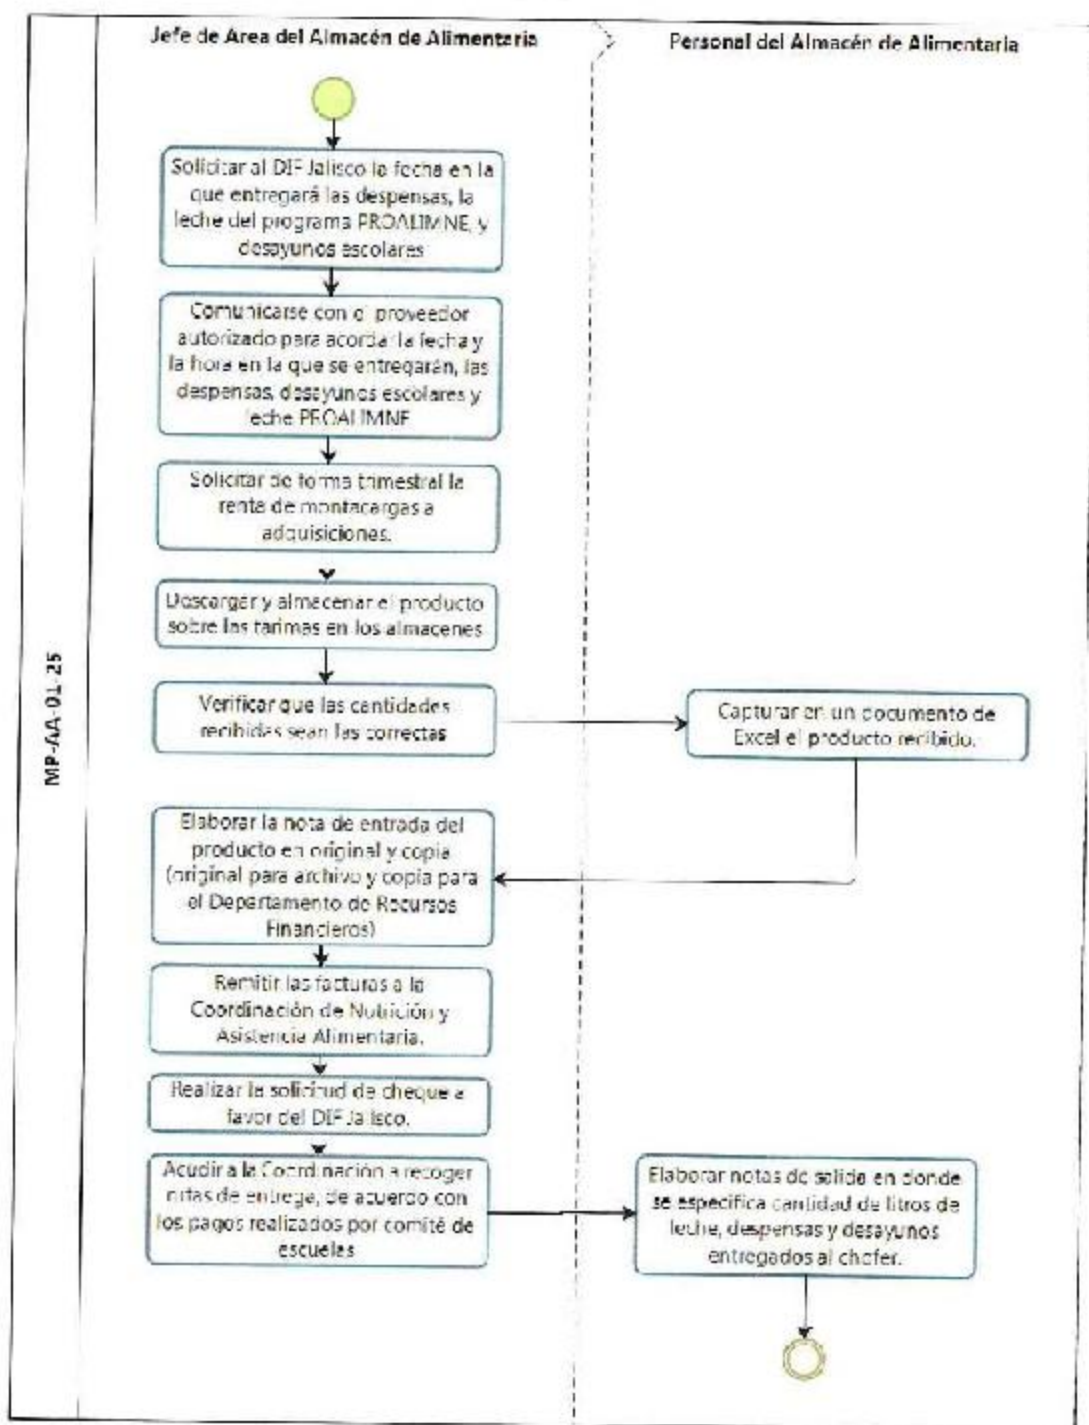 Jefe de Area del Almacén de Alimentaria
Personal del Almacén de Alimentaria
MP-AA-01-25
Solicitar al DIF Jalisco la fecha en la
que entregará las despensas, la
leche del programa PROALIMNE, y
desayunos escolares
Comunicarse con el proveedor
autorizado para acordar la fecha y
la hora en la que se entregarán, las
despensas, desayunos escolares y
leche PROALIMNE
Solicitar de forma trimestral la
renta de montacargas a
adquisiciones.
Descargar y almacenar el producto
sobre las tarimas en los almacenes
Verificar que las cantidades
recibidas sean las correctas
Capturar en un documento de
Excel el producto recibido.
Elaborar la nota de entrada del
producto en original y copia
(original para archivo y copia para
el Departamento de Recursos
Financieros)
Remitir las facturas a la
Coordinación de Nutrición y
Asistencia Alimentaria.
Realizar la solicitud de cheque a
favor del DIF Jalisco.
Acudir a la Coordinación a recoger
notas de entrega, de acuerdo con
los pagos realizados por comité de
escuelas
Elaborar notas de salida en donde
se especifica cantidad de litros de
leche, despensas y desayunos
entregados al chofer.